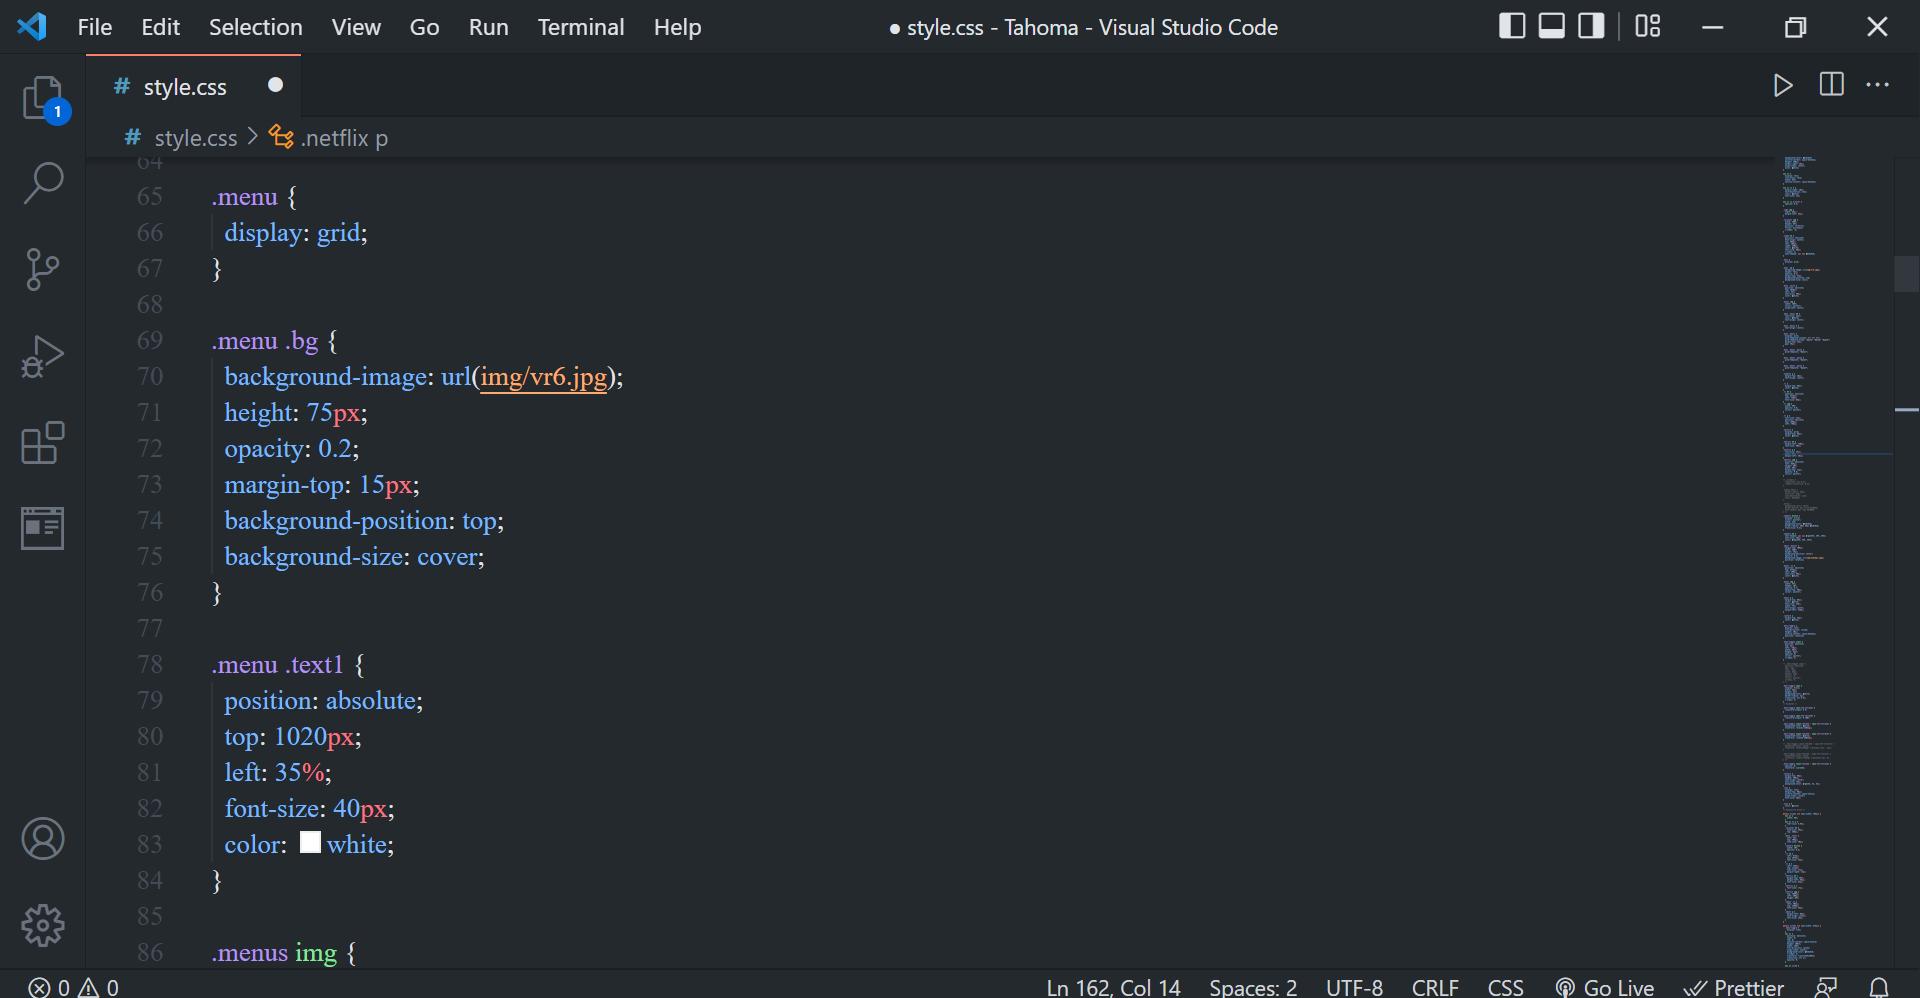 File Edit Selection View Go Run Terminal Help ● style.css - Tahoma - Visual Studio Code
# style.css
1
# style.css > .netflix p
64
65 .menu {
66 display: grid;
67 }
68
69 .menu .bg {
70 background-image: url(img/vr6.jpg);
71 height: 75px;
72 opacity: 0.2;
73 margin-top: 15px;
74 background-position: top;
75 background-size: cover;
76 }
77
78 .menu .text1 {
79 position: absolute;
80 top: 1020px;
81 left: 35%;
82 font-size: 40px;
83 color: white;
84 }
85
86 .menus img {
0 0 Ln 162, Col 14 Spaces: 2 UTF-8 CRLF CSS Go Live Prettier